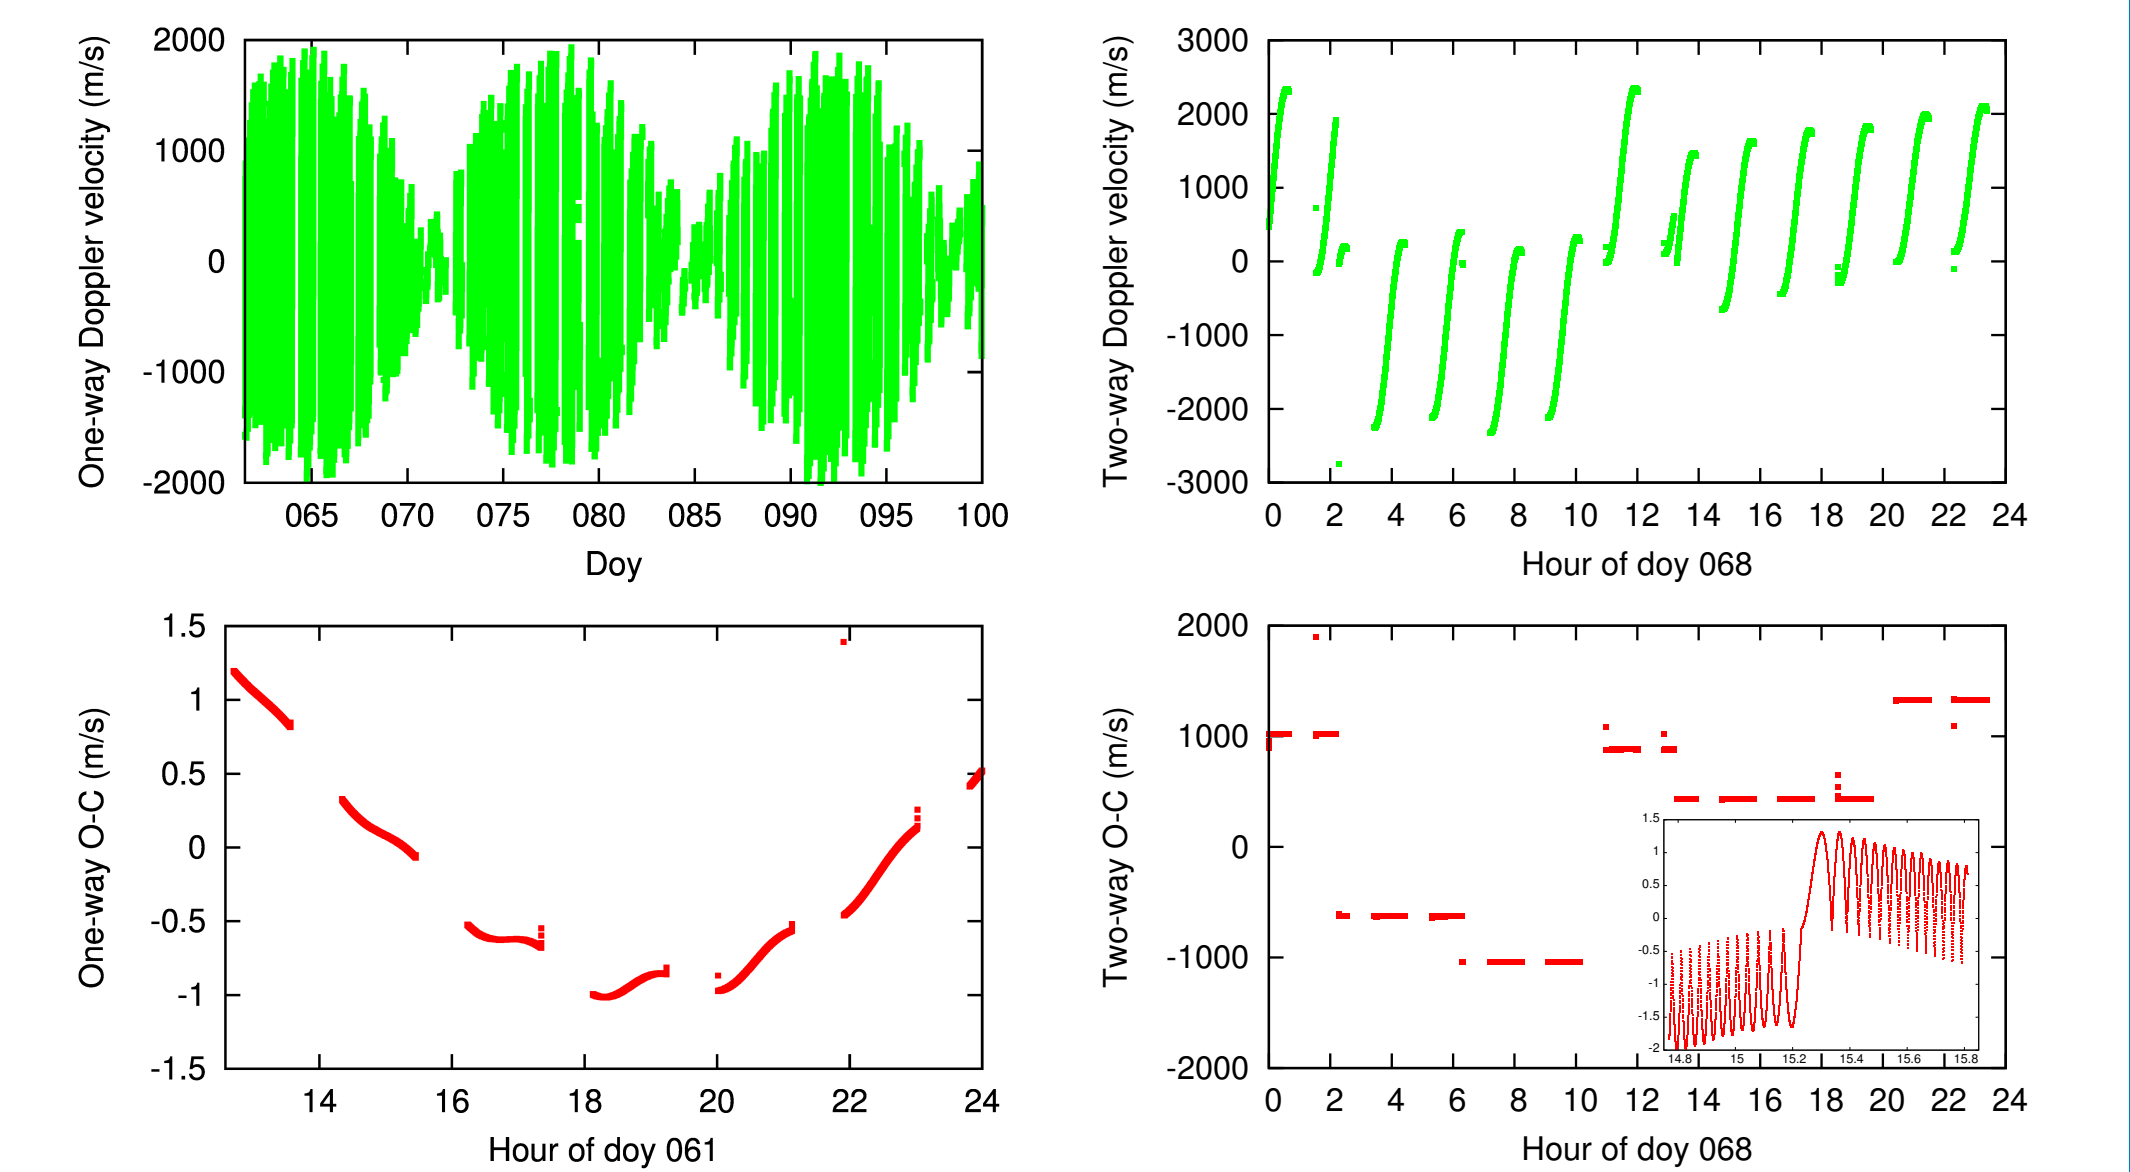 One-way Doppler velocity (m/s)
2000
1000
0
-1000
-2000
065 070 075 080 085 090 095 100
Doy
Two-way Doppler velocity (m/s)
3000
2000
1000
0
-1000
-2000
-3000
0 2 4 6 8 10 12 14 16 18 20 22 24
Hour of doy 068
One-way O-C (m/s)
1.5
1
0.5
0
-0.5
-1
-1.5
14 16 18 20 22 24
Hour of doy 061
Two-way O-C (m/s)
2000
1000
0
-1000
-2000
0 2 4 6 8 10 12 14 16 18 20 22 24
Hour of doy 068
1.5
1
0.5
0
-0.5
-1
-1.5
-2
14.8 15 15.2 15.4 15.6 15.8